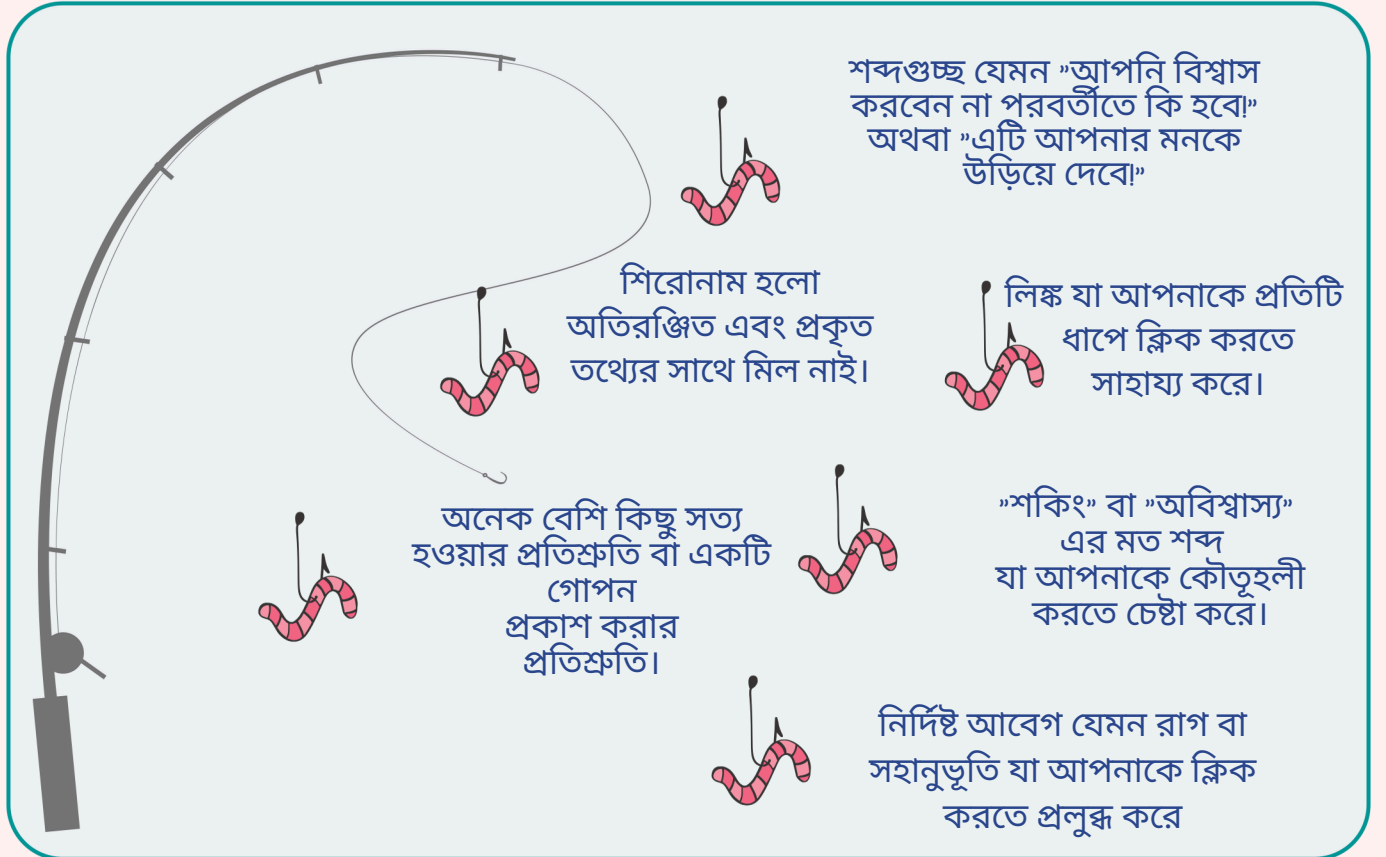 শব্দগুচ্ছ যেমন ”আপনি বিশ্বাস
করবেন না পরবর্তীতে কি হবে!”
অথবা ”এটি আপনার মনকে
উড়িয়ে দেবে!”
শিরোনাম হলো
অতিরঞ্জিত এবং প্রকৃত
তথ্যের সাথে মিল নাই।
লিঙ্ক যা আপনাকে প্রতিটি
ধাপে ক্লিক করতে
সাহায্য করে।
অনেক বেশি কিছু সত্য
হওয়ার প্রতিশ্রুতি বা একটি
গোপন
প্রকাশ করার
প্রতিশ্রুতি।
”শকিং” বা ”অবিশ্বাস্য”
এর মত শব্দ
যা আপনাকে কৌতূহলী
করতে চেষ্টা করে।
নির্দিষ্ট আবেগ যেমন রাগ বা
সহানুভূতি যা আপনাকে ক্লিক
করতে প্রলুব্ধ করে